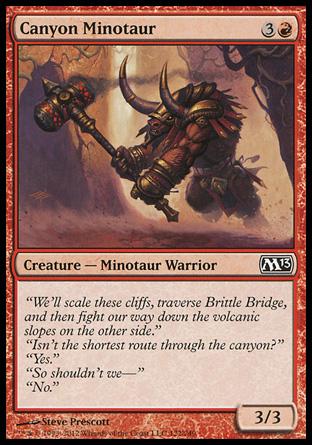 Canyon Minotaur 3
Creature — Minotaur Warrior M13
“We’ll scale these cliffs, traverse Brittle Bridge,
and then fight our way down the volcanic
slopes on the other side.”
“Isn’t the shortest route through the canyon?”
“Yes.”
“So shouldn’t we—”
“No.”
Steve Prescott
3/3